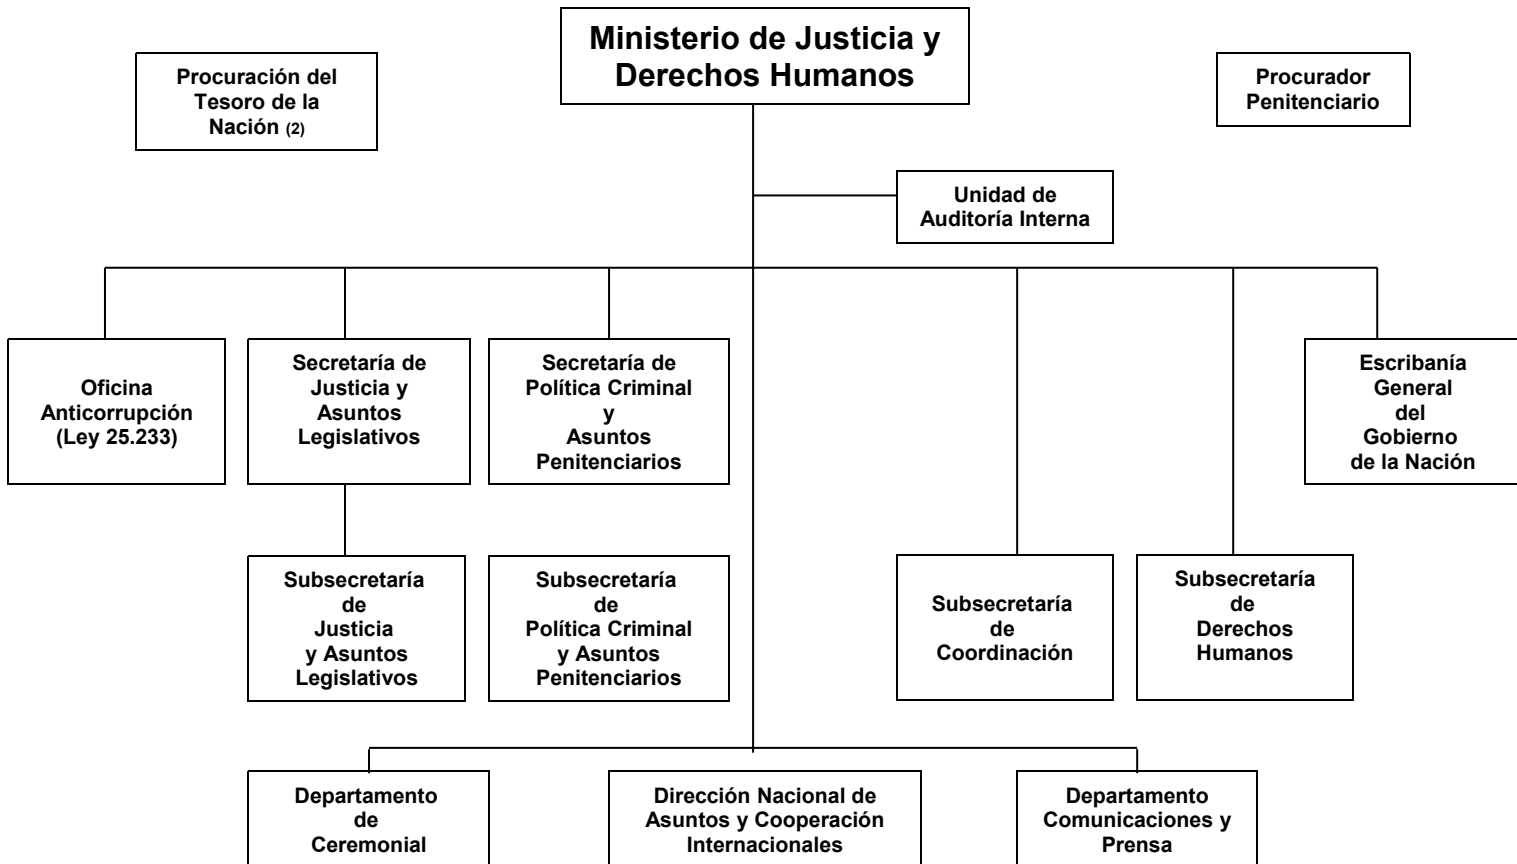 Ministerio de Justicia y
Derechos Humanos
Procuración del
Tesoro de la
Nación (2)
Procurador
Penitenciario
Unidad de
Auditoría Interna
Oficina
Anticorrupción
(Ley 25.233)
Secretaría de
Justicia y
Asuntos
Legislativos
Secretaría de
Política Criminal
y
Asuntos
Penitenciarios
Escribanía
General
del
Gobierno
de la Nación
Subsecretaría
de
Justicia
y Asuntos
Legislativos
Subsecretaría
de
Política Criminal
y Asuntos
Penitenciarios
Subsecretaría
de
Coordinación
Subsecretaría
de
Derechos
Humanos
Departamento
de
Ceremonial
Dirección Nacional de
Asuntos y Cooperación
Internacionales
Departamento
Comunicaciones y
Prensa